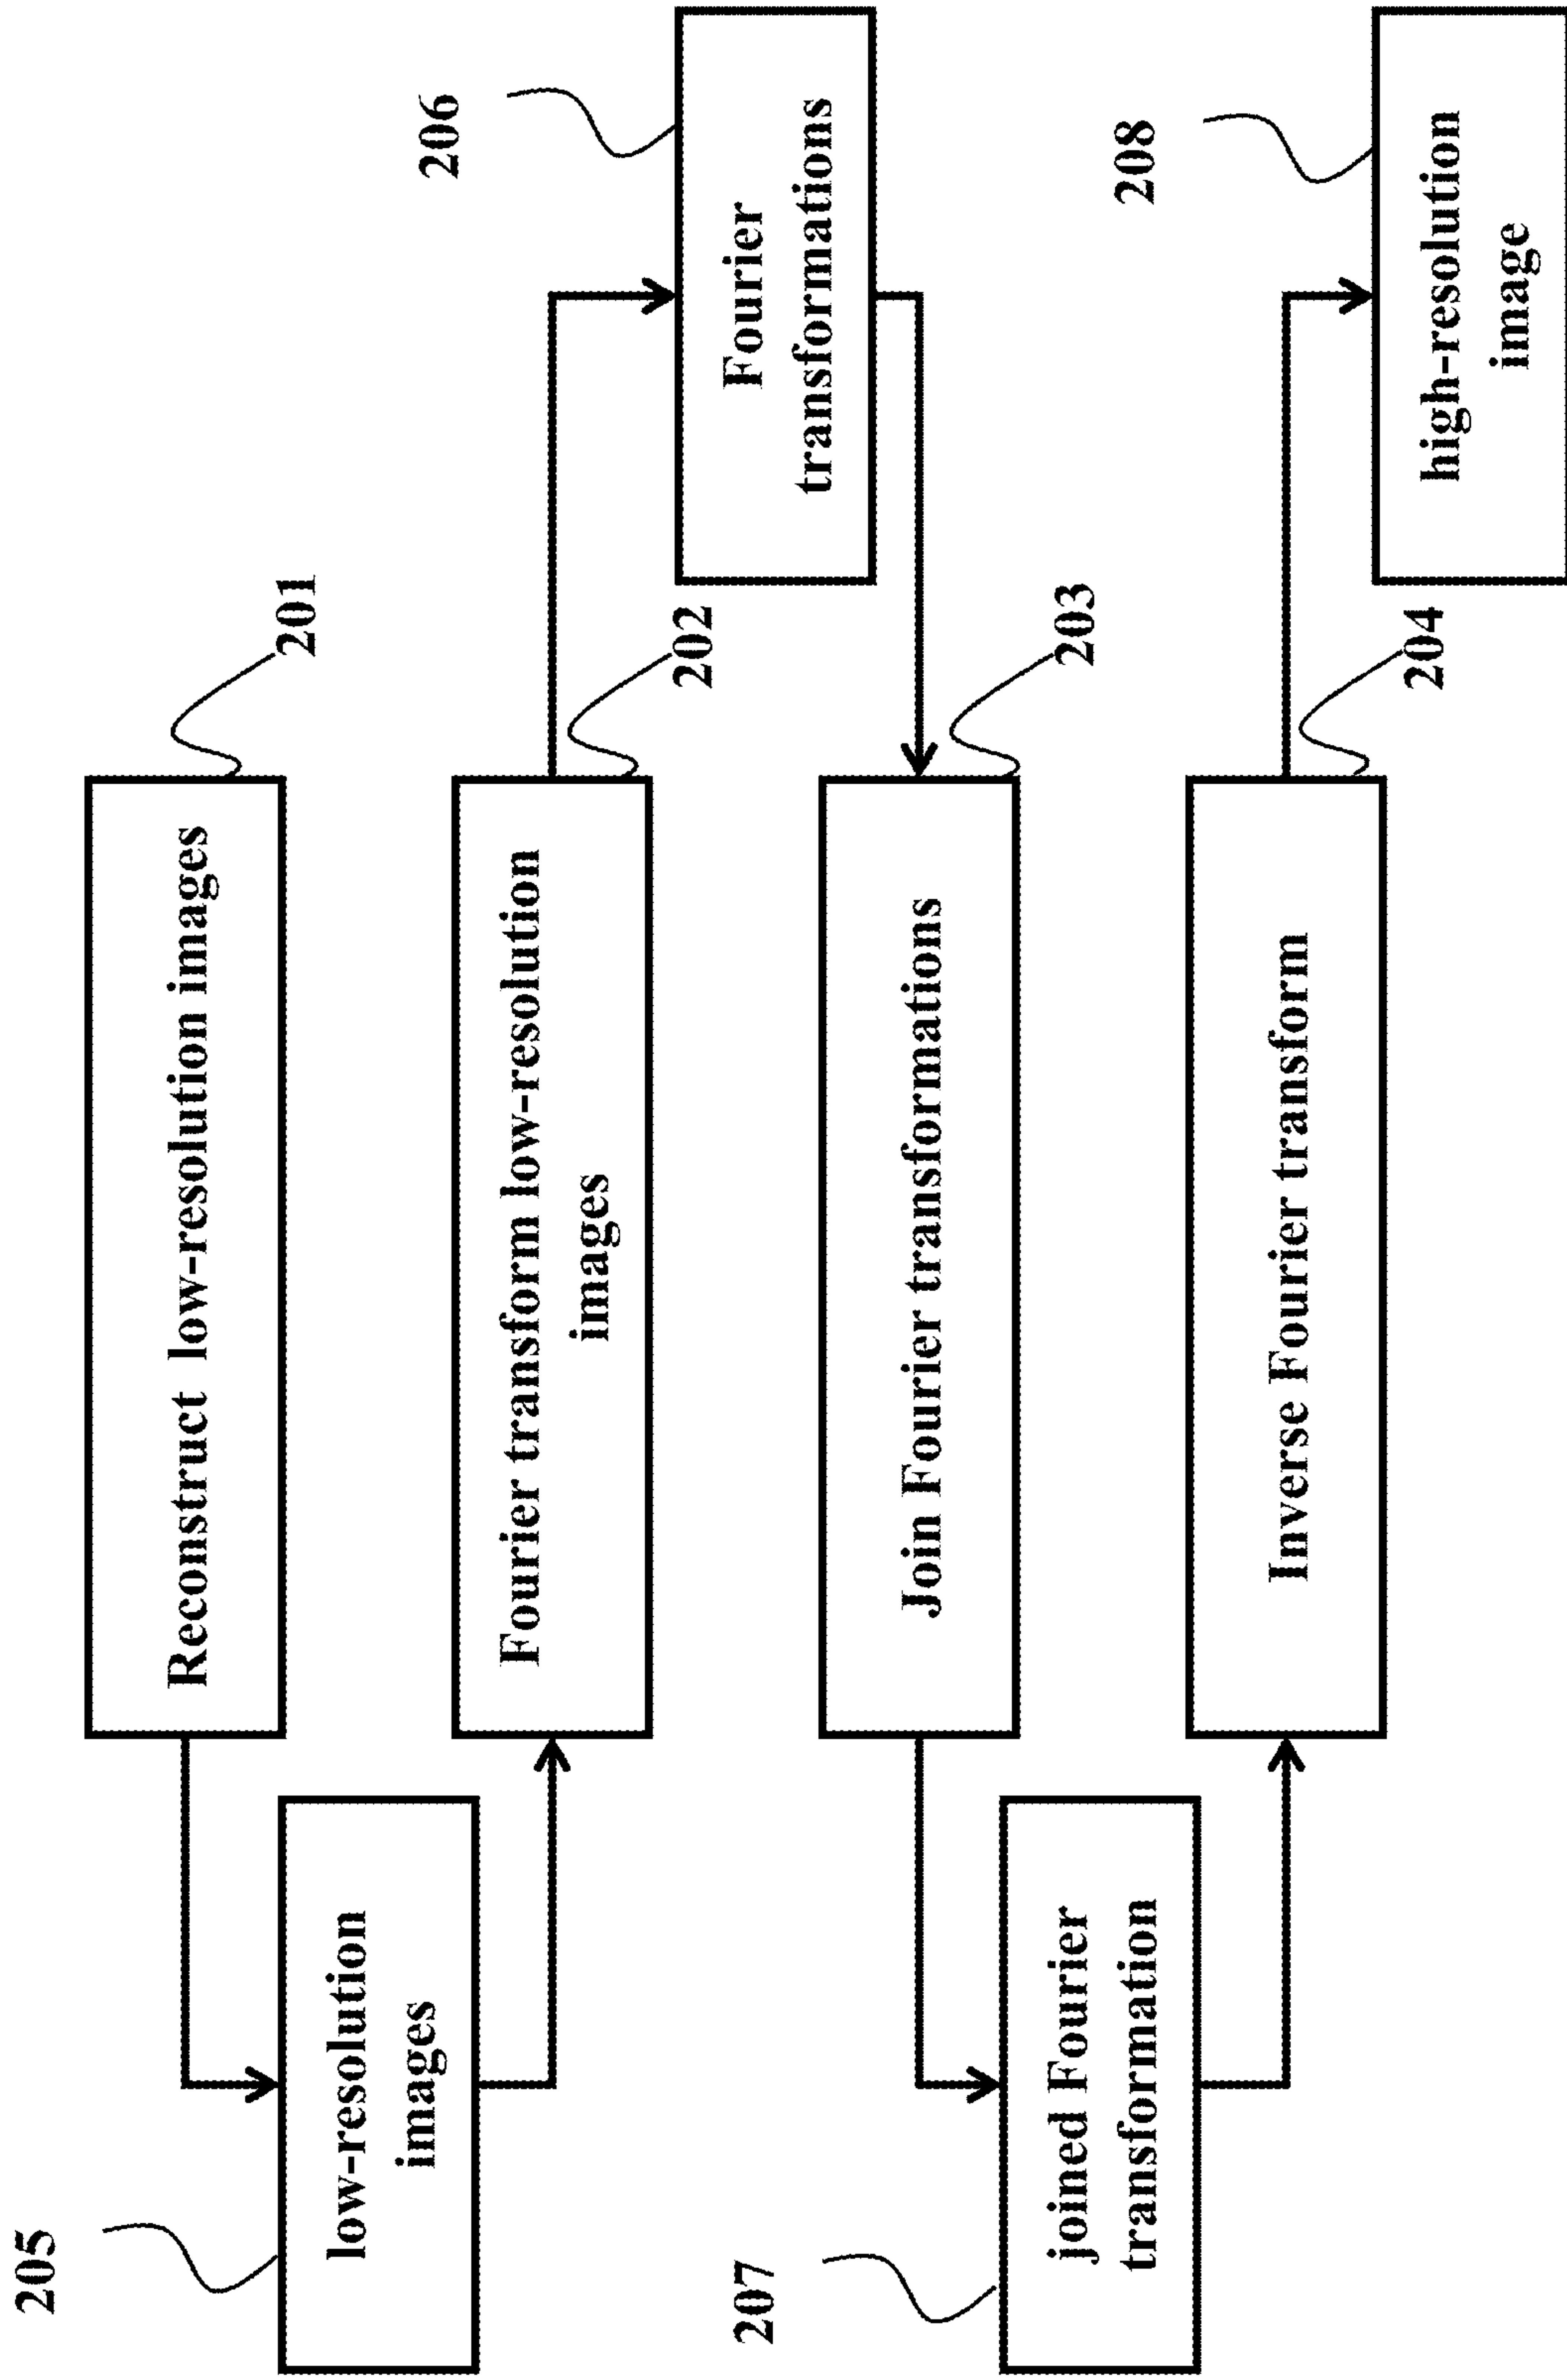 Reconstruct low-resolution images
201
205
low-resolution
images
Fourier transform low-resolution
images
202
206
Fourier
transformations
Join Fourier transformations
203
207
joined Fourier
transformation
Inverse Fourier transform
204
208
high-resolution
image